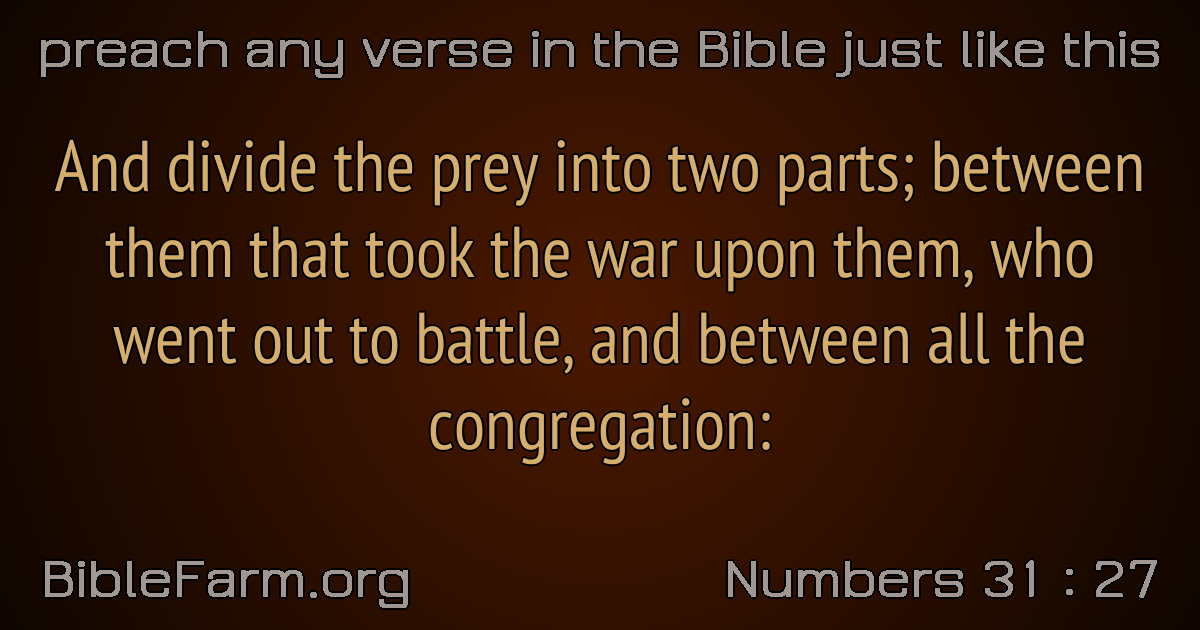 preach any verse in the Bible just like this
And divide the prey into two parts; between
them that took the war upon them, who
went out to battle, and between all the
congregation:
BibleFarm.org
Numbers 31 : 27